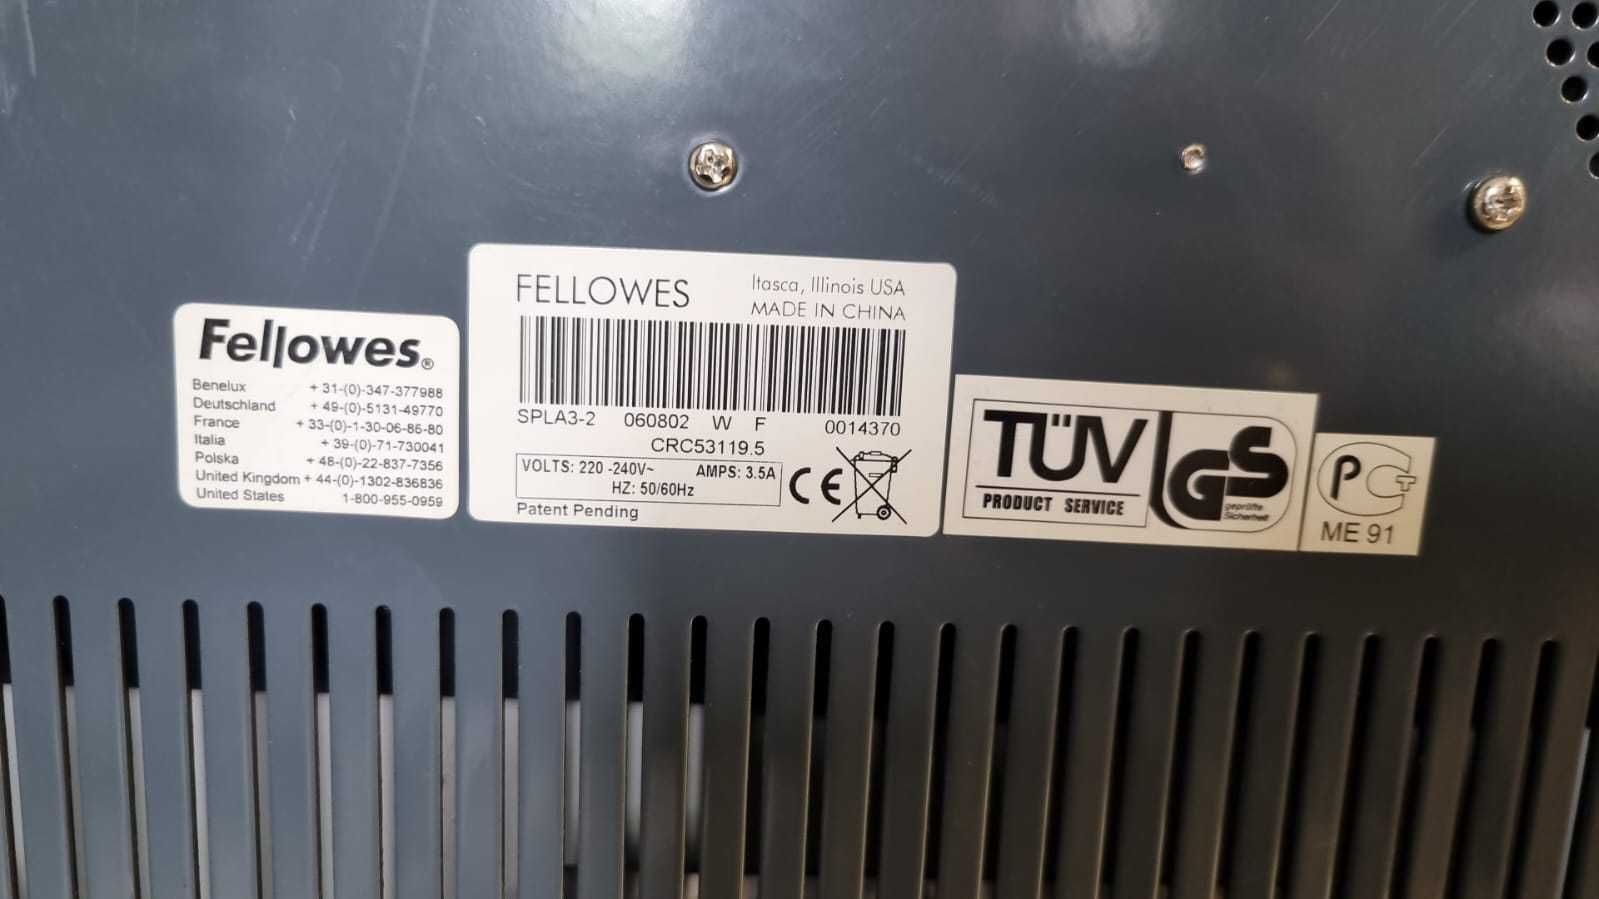 Fellowes®
Benelux +31-(0)-347-377988
Deutschland +49-(0)-5131-49770
France +33-(0)-1-30-06-86-80
Italia +39-(0)-71-730041
Polska +48-(0)-22-837-7356
United Kingdom +44-(0)-1302-836836
United States 1-800-955-0959
FELLOWES
Itasca, Illinois USA
MADE IN CHINA
SPLA3-2 060802 W F 0014370
CRC53119.5
VOLTS: 220 -240V~ AMPS: 3.5A
HZ: 50/60Hz
CE
Patent Pending
TÜV
PRODUCT SERVICE
GS
geprüfte
Sicherheit
PCT
ME 91